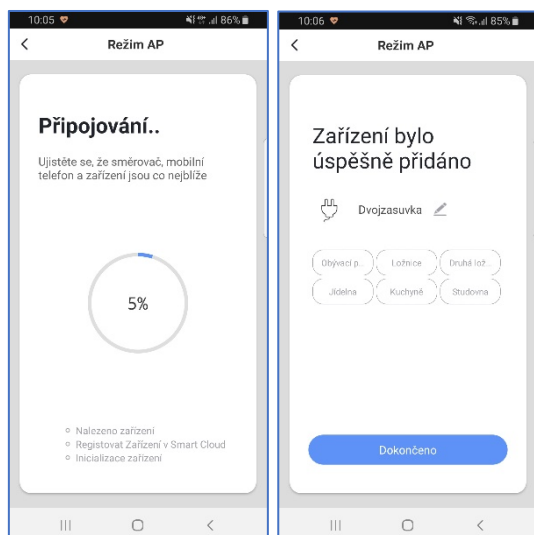 10:05
86%
Režim AP
Připojování..
Ujistěte se, že směrovač, mobilní
telefon a zařízení jsou co nejblíže
5%
Nalezeno zařízení
Registovat Zařízení v Smart Cloud
Inicializace zařízení
10:06
85%
Režim AP
Zařízení bylo
úspěšně přidáno
Dvojzasuvka
Obývací p... Ložnice Druhá lož...
Jídelna Kuchyně Studovna
Dokončeno